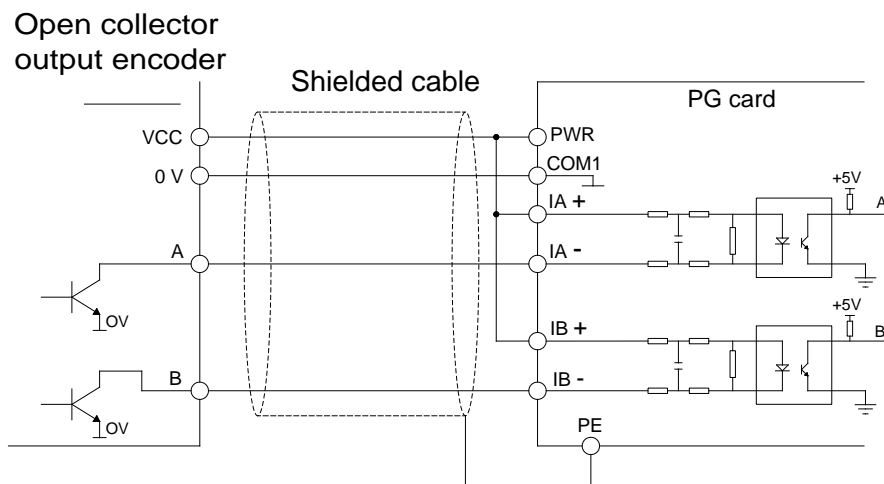 Open collector
output encoder
Shielded cable
PG card
VCC
PWR
0 V
COM1
+5V
IA +
A
A
IA -
OV
+5V
IB +
B
B
IB -
OV
PE